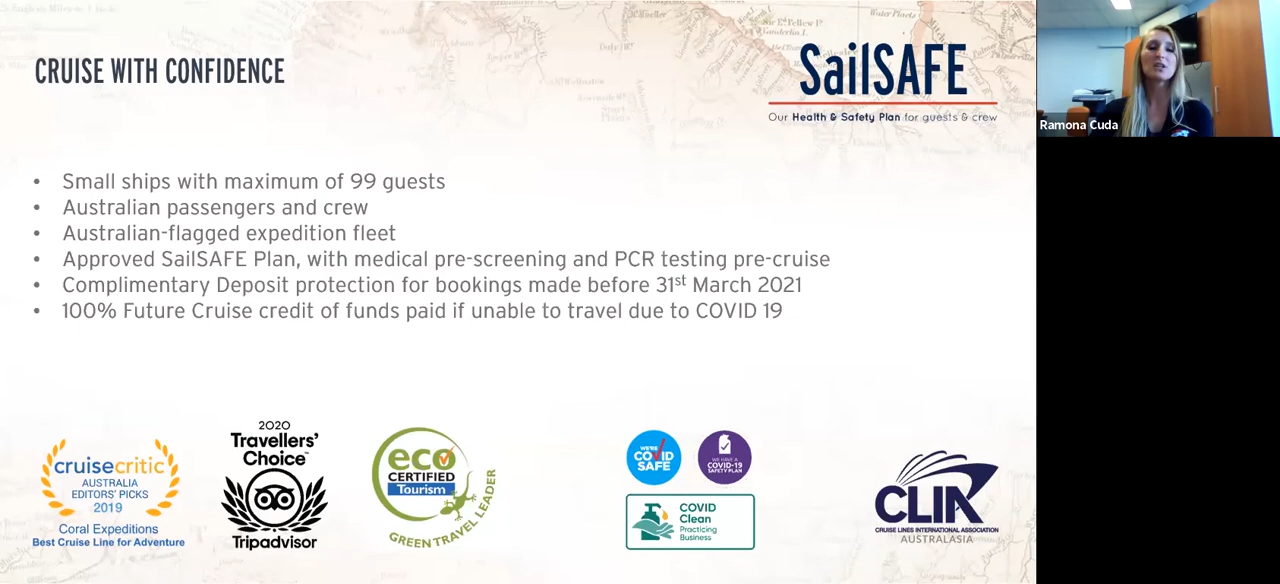 CRUISE WITH CONFIDENCE
SailSAFE
Our Health & Safety Plan for guests & crew
Ramona Cuda
• Small ships with maximum of 99 guests
• Australian passengers and crew
• Australian-flagged expedition fleet
• Approved SailSAFE Plan, with medical pre-screening and PCR testing pre-cruise
• Complimentary Deposit protection for bookings made before 31st March 2021
• 100% Future Cruise credit of funds paid if unable to travel due to COVID 19
cruisecritic
AUSTRALIA
EDITORS' PICKS
2019
Coral Expeditions
Best Cruise Line for Adventure
2020
Travellers'
Choice™
Tripadvisor
eco
CERTIFIED
Tourism
GREEN TRAVEL LEADER
WE'RE
COVID
SAFE
WE HAVE A
COVID-19
SAFETY PLAN
COVID
Clean
Practicing
Business
CLIA
CRUISE LINES INTERNATIONAL ASSOCIATION
AUSTRALASIA